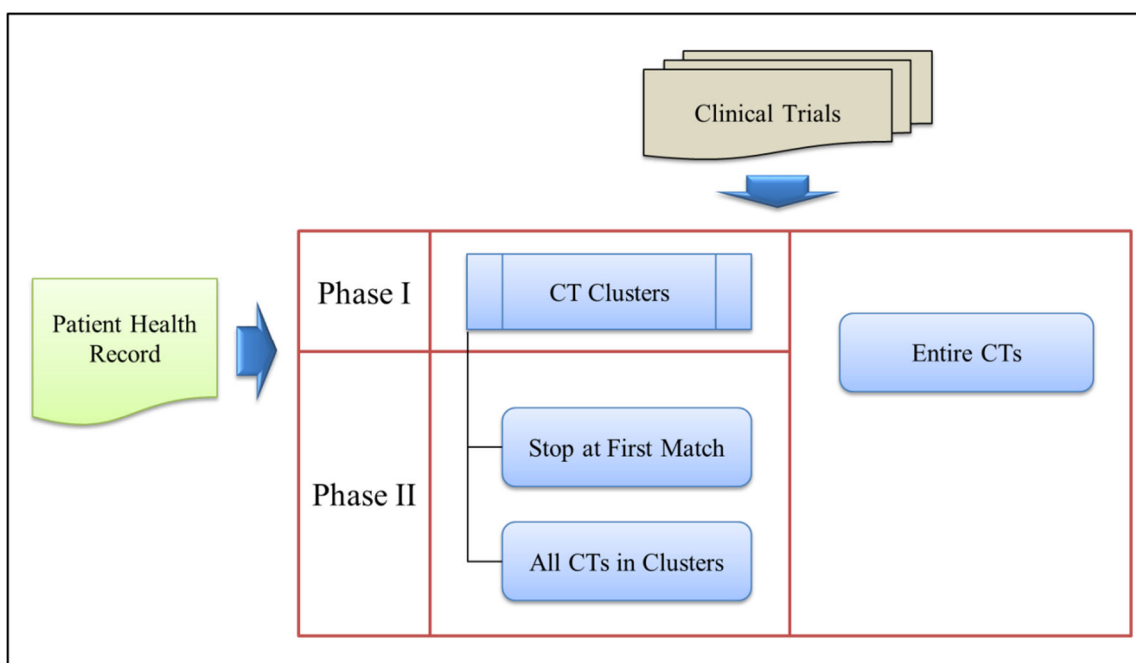 Clinical Trials
Patient Health
Record
Phase I
CT Clusters
Entire CTs
Phase II
Stop at First Match
All CTs in Clusters